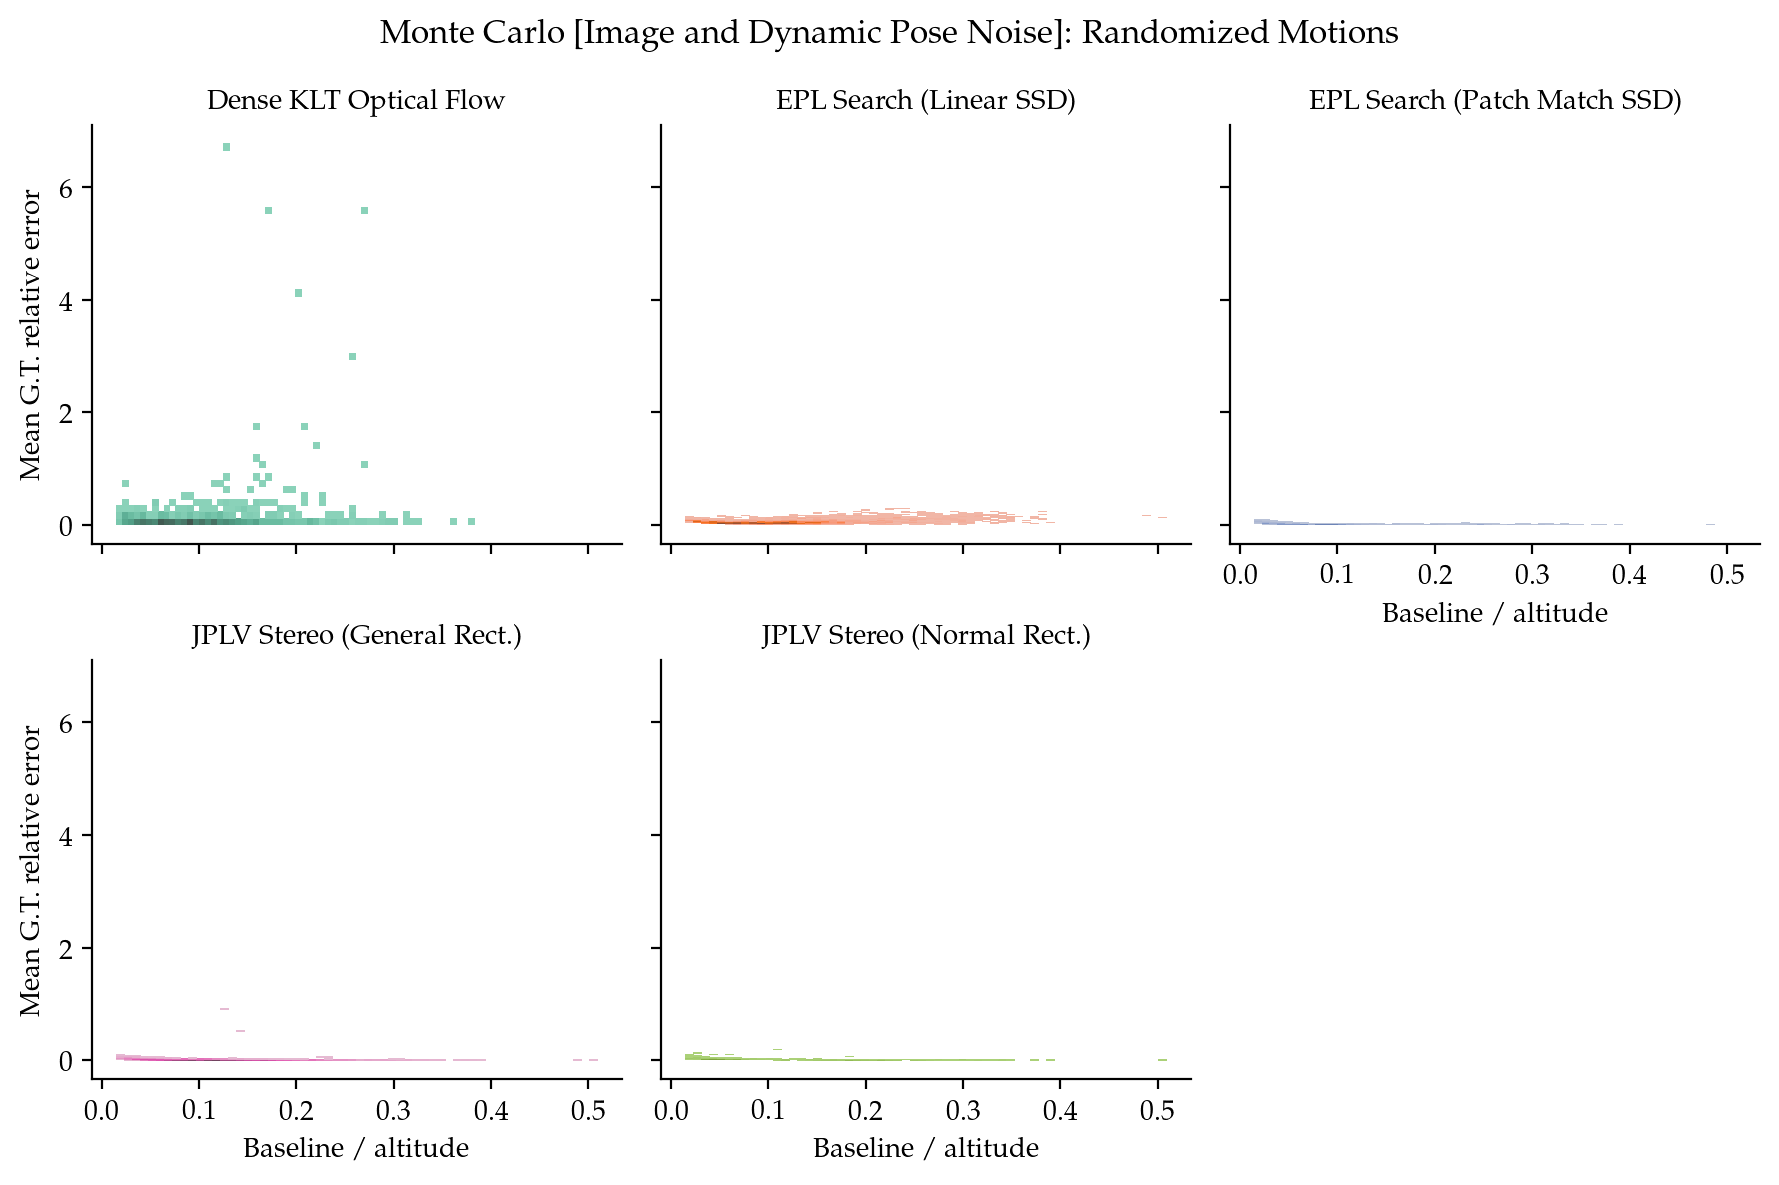 Monte Carlo [Image and Dynamic Pose Noise]: Randomized Motions
Dense KLT Optical Flow
EPL Search (Linear SSD)
EPL Search (Patch Match SSD)
Mean G.T. relative error
6
4
2
0
0.0 0.1 0.2 0.3 0.4 0.5
Baseline / altitude
JPLV Stereo (General Rect.)
JPLV Stereo (Normal Rect.)
Mean G.T. relative error
6
4
2
0
0.0 0.1 0.2 0.3 0.4 0.5
Baseline / altitude
0.0 0.1 0.2 0.3 0.4 0.5
Baseline / altitude